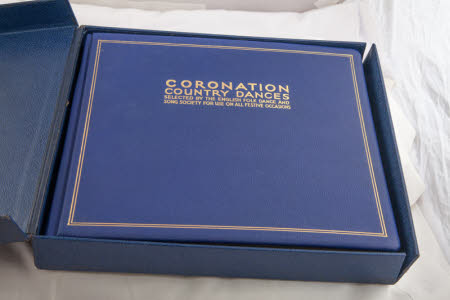 CORONATION
COUNTRY DANCES
SELECTED BY THE ENGLISH FOLK DANCE AND
SONG SOCIETY FOR USE ON ALL FESTIVE OCCASIONS